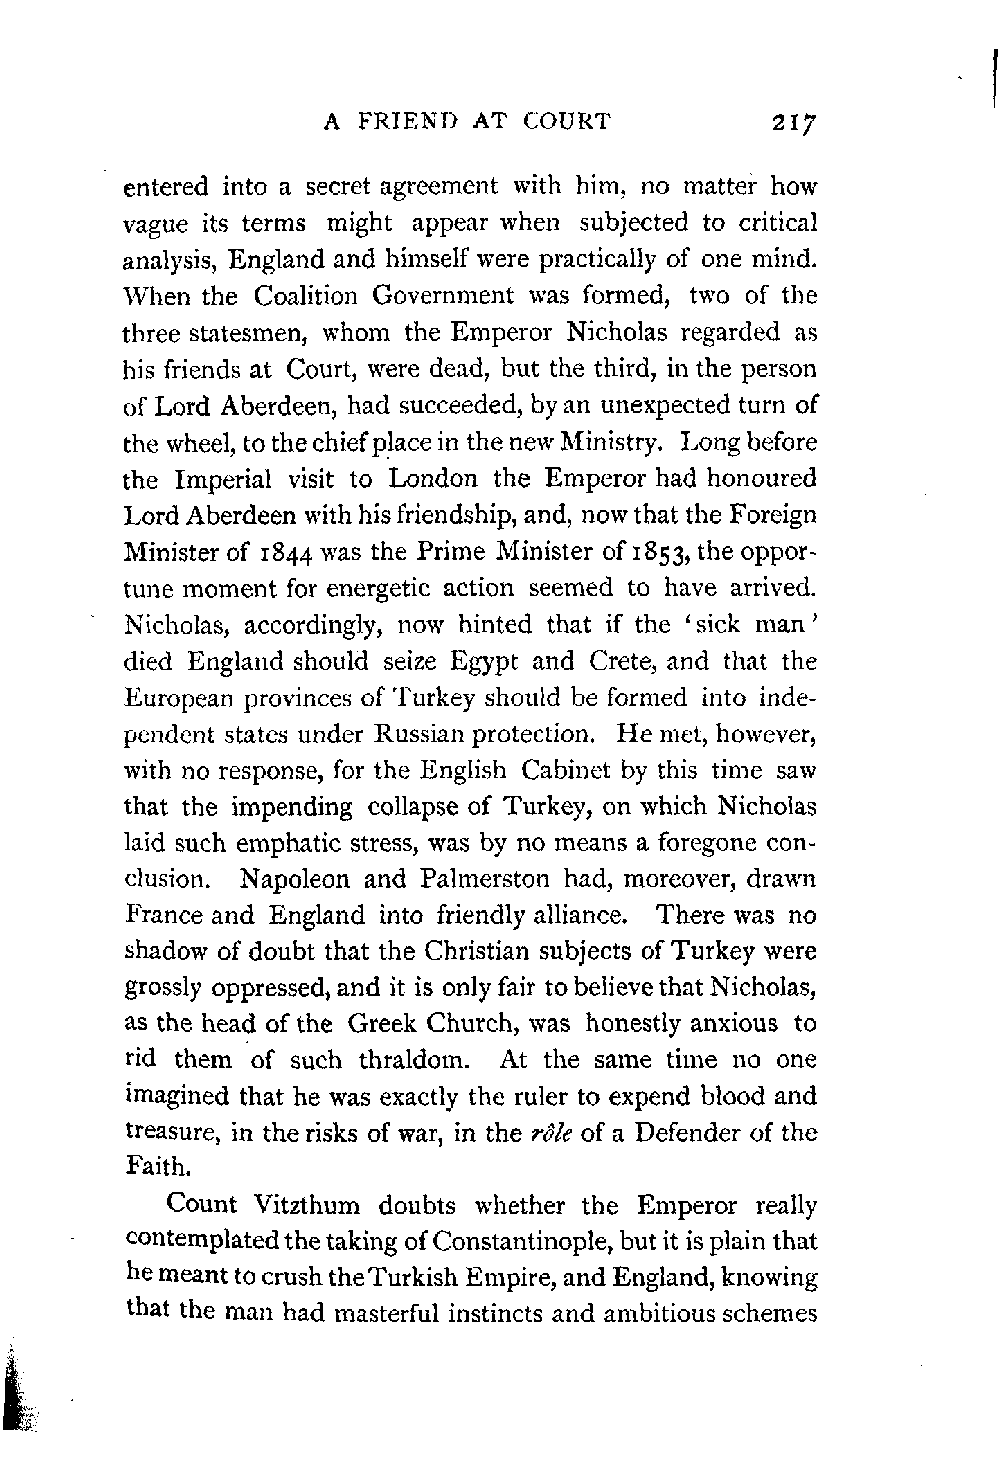 A FRIEND AT COURT 217
entered into a secret agreement with him, no matter how
vague its terms might appear when subjected to critical
analysis, England and himself were practically of one mind.
When the Coalition Government was formed, two of the
three statesmen, whom the Emperor Nicholas regarded as
his friends at Court, were dead, but the third, in the person
of Lord Aberdeen, had succeeded, by an unexpected turn of
the wheel, to the chief place in the new Ministry. Long before
the Imperial visit to London the Emperor had honoured
Lord Aberdeen with his friendship, and, now that the Foreign
Minister of 1844 was the Prime Minister of 1853, the oppor-
tune moment for energetic action seemed to have arrived.
Nicholas, accordingly, now hinted that if the ‘sick man’
died England should seize Egypt and Crete, and that the
European provinces of Turkey should be formed into inde-
pendent states under Russian protection. He met, however,
with no response, for the English Cabinet by this time saw
that the impending collapse of Turkey, on which Nicholas
laid such emphatic stress, was by no means a foregone con-
clusion. Napoleon and Palmerston had, moreover, drawn
France and England into friendly alliance. There was no
shadow of doubt that the Christian subjects of Turkey were
grossly oppressed, and it is only fair to believe that Nicholas,
as the head of the Greek Church, was honestly anxious to
rid them of such thraldom. At the same time no one
imagined that he was exactly the ruler to expend blood and
treasure, in the risks of war, in the rôle of a Defender of the
Faith.
Count Vitzthum doubts whether the Emperor really
contemplated the taking of Constantinople, but it is plain that
he meant to crush the Turkish Empire, and England, knowing
that the man had masterful instincts and ambitious schemes